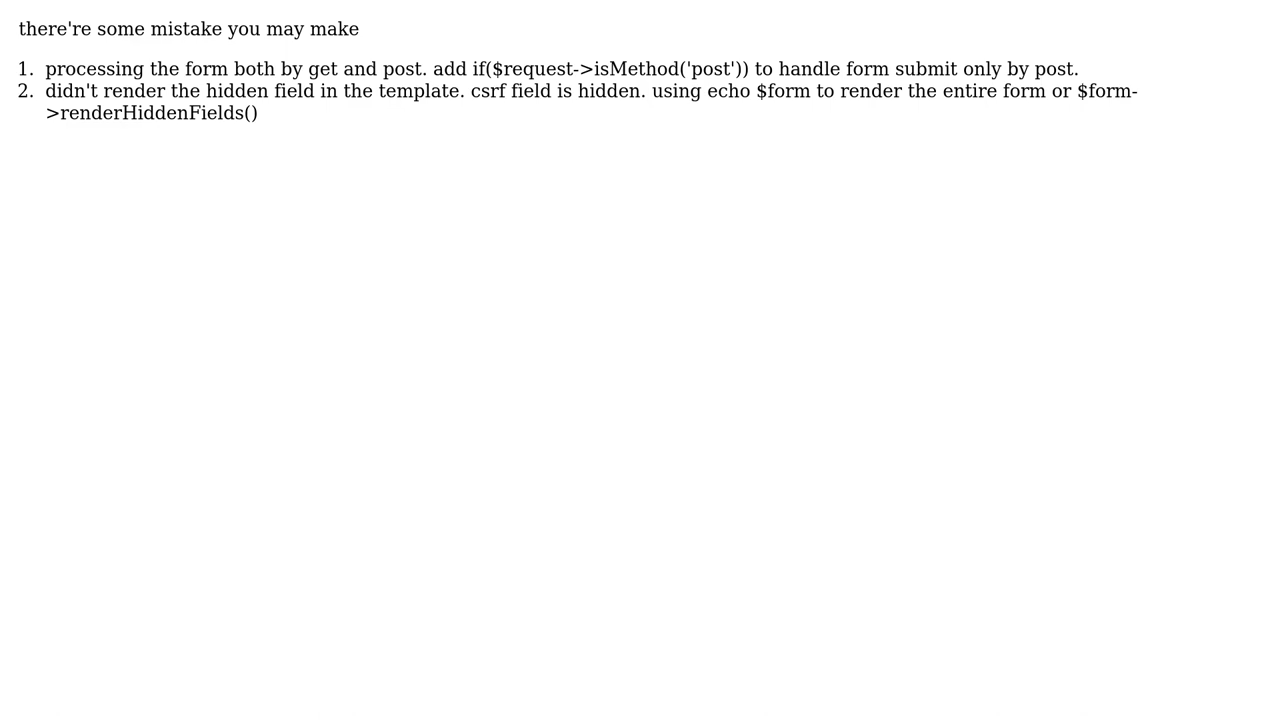 there're some mistake you may make
1. processing the form both by get and post. add if($request->isMethod('post')) to handle form submit only by post.
2. didn't render the hidden field in the template. csrf field is hidden. using echo $form to render the entire form or $form-
>renderHiddenFields()